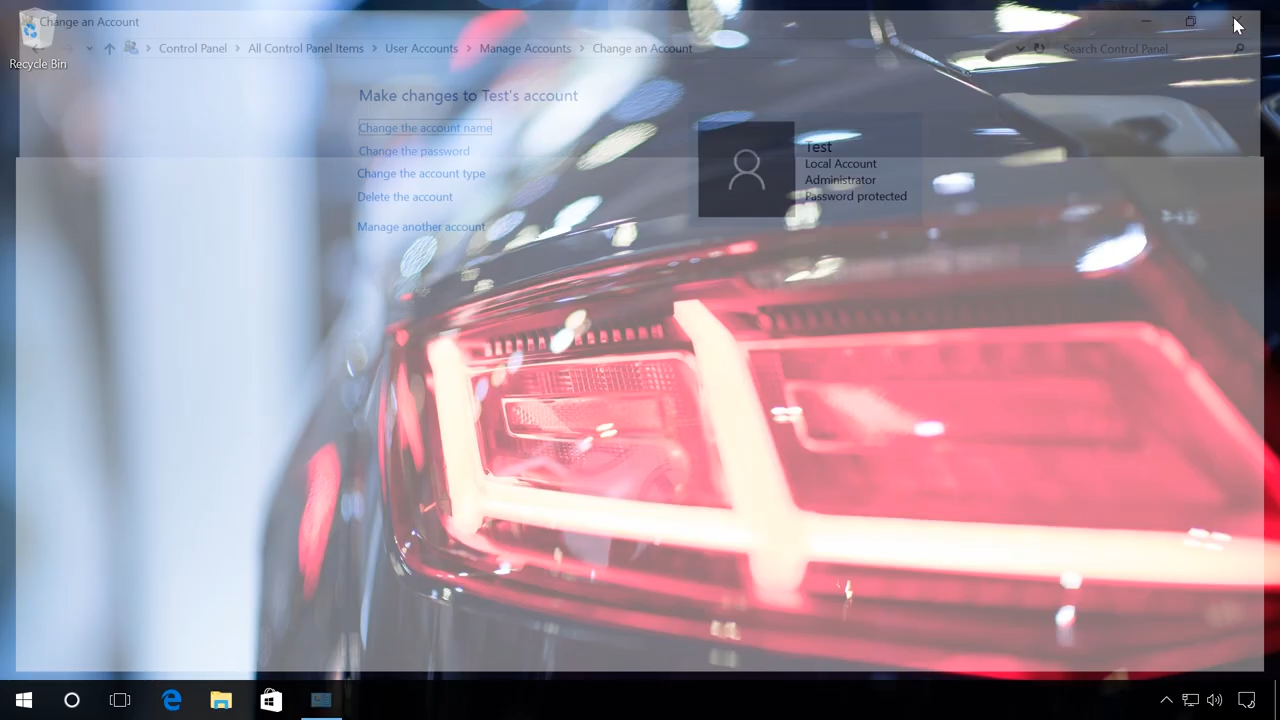 Change an Account
Recycle Bin
Control Panel > All Control Panel Items > User Accounts > Manage Accounts > Change an Account
Search Control Panel
Make changes to Test's account
Change the account name
Change the password
Change the account type
Delete the account
Manage another account
Test
Local Account
Administrator
Password protected